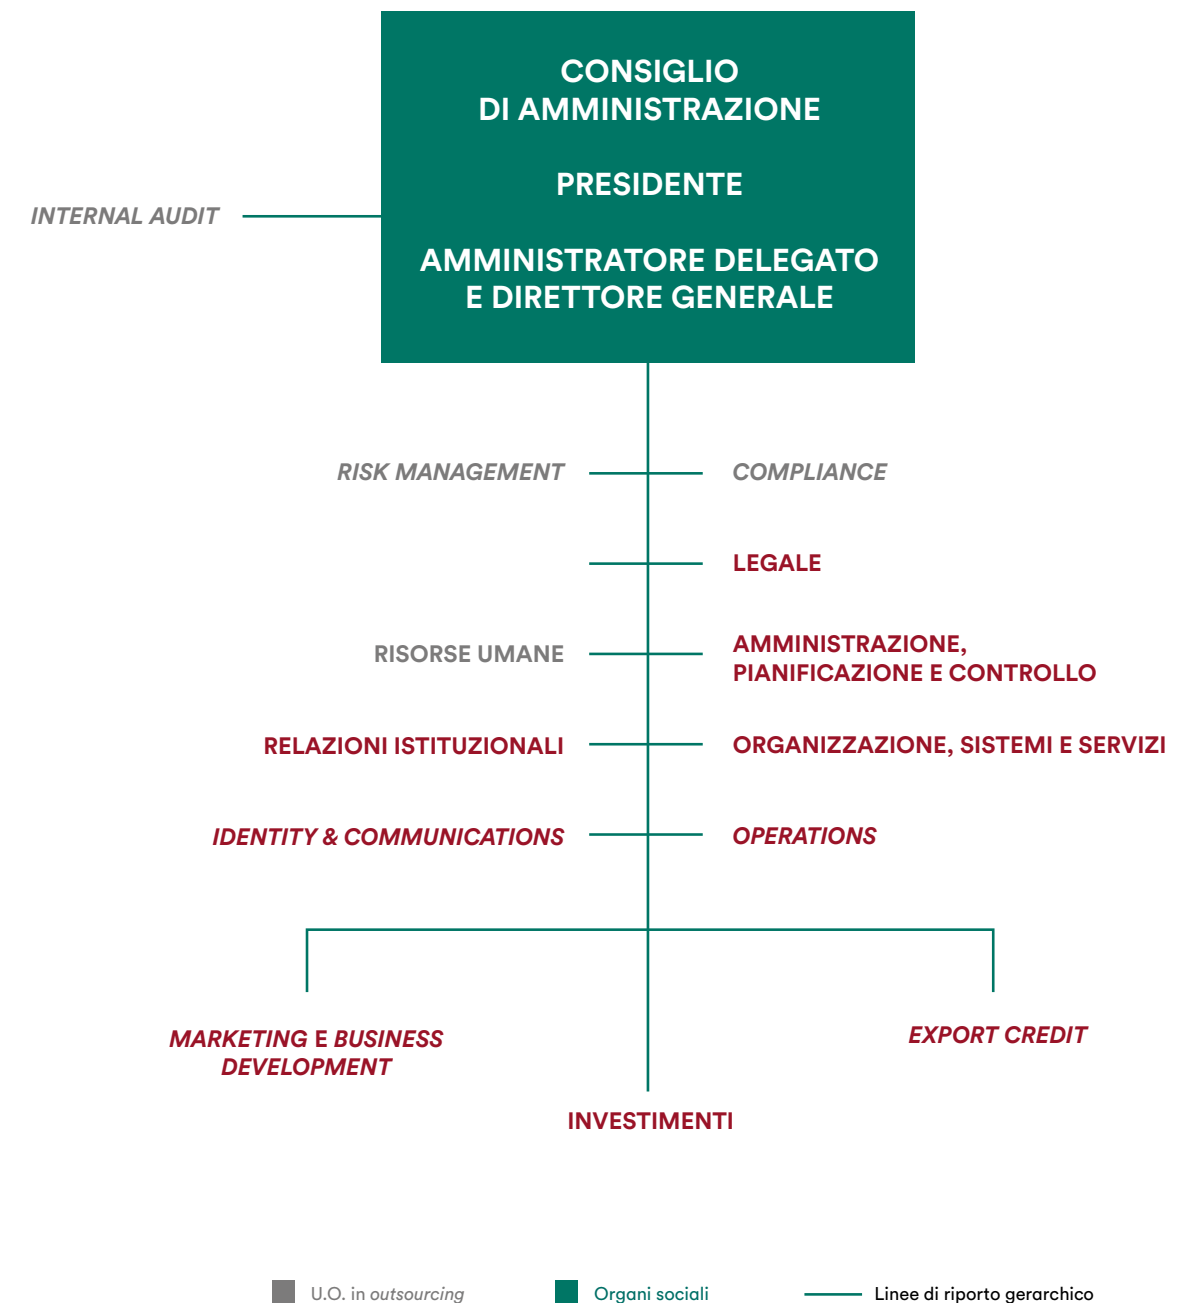 CONSIGLIO
DI AMMINISTRAZIONE
PRESIDENTE
AMMINISTRATORE DELEGATO
E DIRETTORE GENERALE
INTERNAL AUDIT
RISK MANAGEMENT
COMPLIANCE
LEGALE
RISORSE UMANE
AMMINISTRAZIONE,
PIANIFICAZIONE E CONTROLLO
RELAZIONI ISTITUZIONALI
ORGANIZZAZIONE, SISTEMI E SERVIZI
IDENTITY & COMMUNICATIONS
OPERATIONS
MARKETING E BUSINESS
DEVELOPMENT
EXPORT CREDIT
INVESTIMENTI
U.O. in outsourcing
Organi sociali
Linee di riporto gerarchico